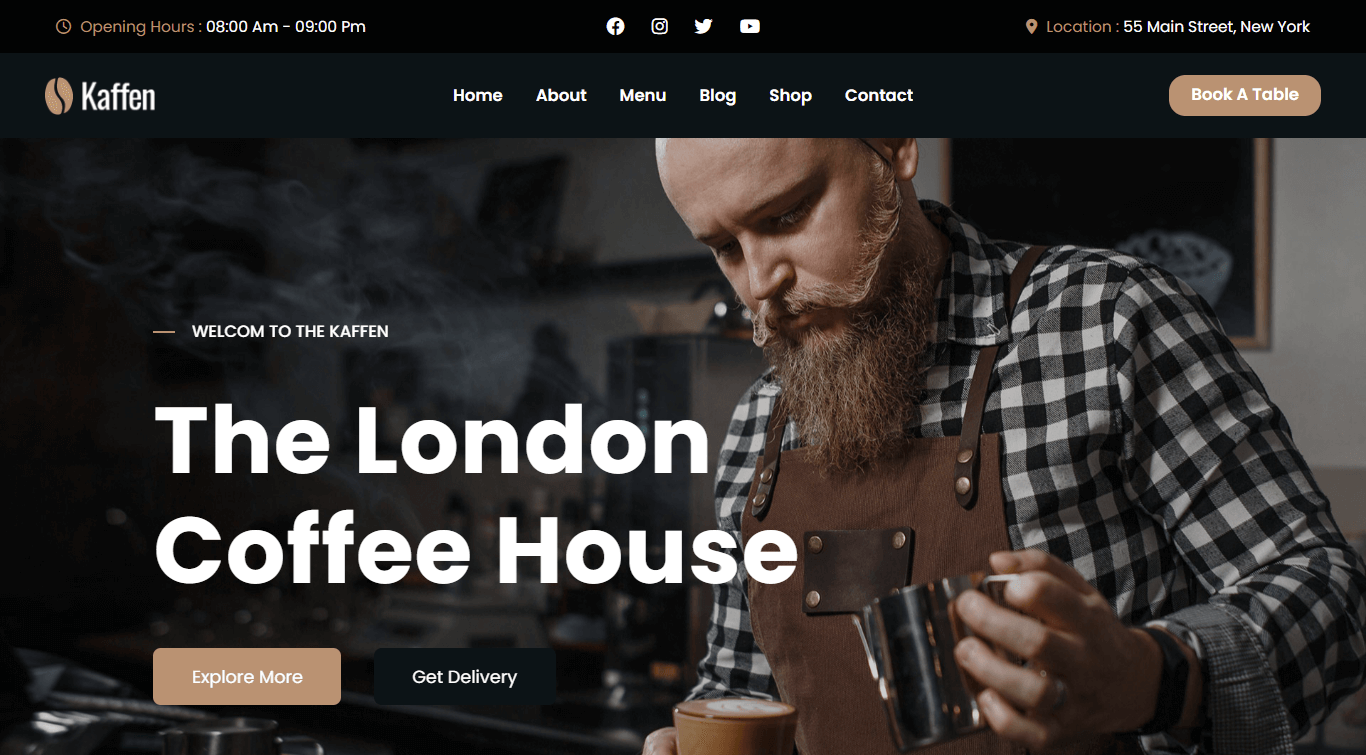 Opening Hours : 08:00 Am - 09:00 Pm
Location : 55 Main Street, New York
Kaffen
Home About Menu Blog Shop Contact
Book A Table
WELCOM TO THE KAFFEN
The London
Coffee House
Explore More
Get Delivery